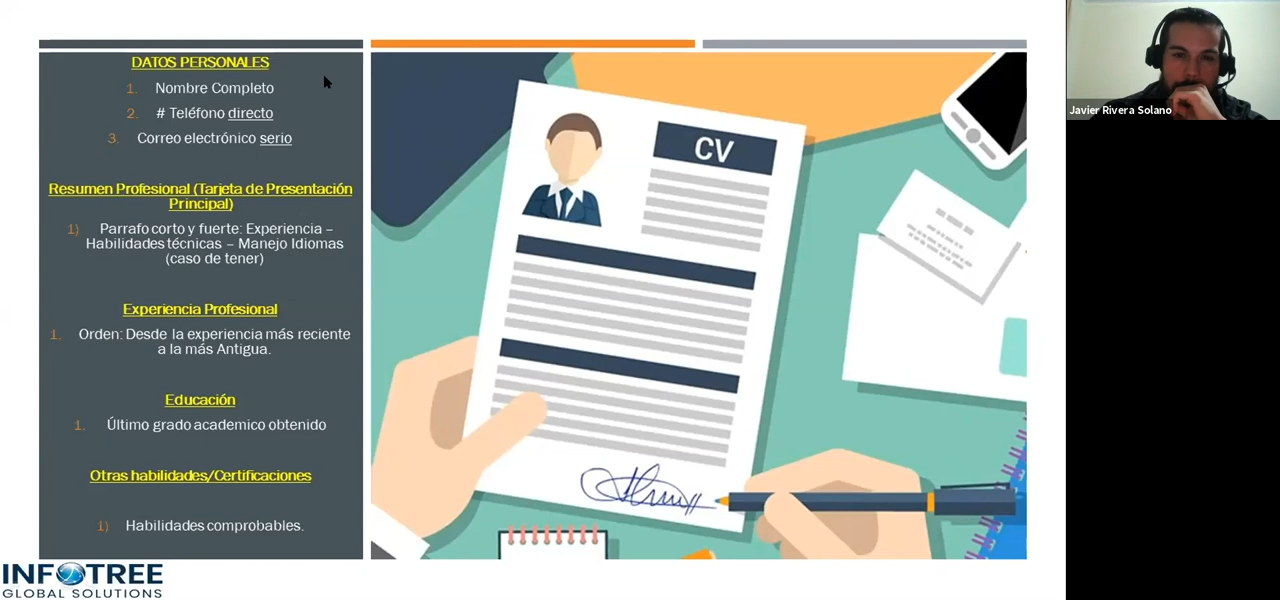 DATOS PERSONALES
1. Nombre Completo
2. # Teléfono directo
3. Correo electrónico serio
Resumen Profesional (Tarjeta de Presentación
Principal)
1) Parrafo corto y fuerte: Experiencia –
Habilidades técnicas – Manejo Idiomas
(caso de tener)
Experiencia Profesional
1. Orden: Desde la experiencia más reciente
a la más Antigua.
Educación
1. Último grado academico obtenido
Otras habilidades/Certificaciones
1) Habilidades comprobables.
INFOTREE
GLOBAL SOLUTIONS
CV
Javier Rivera Solano